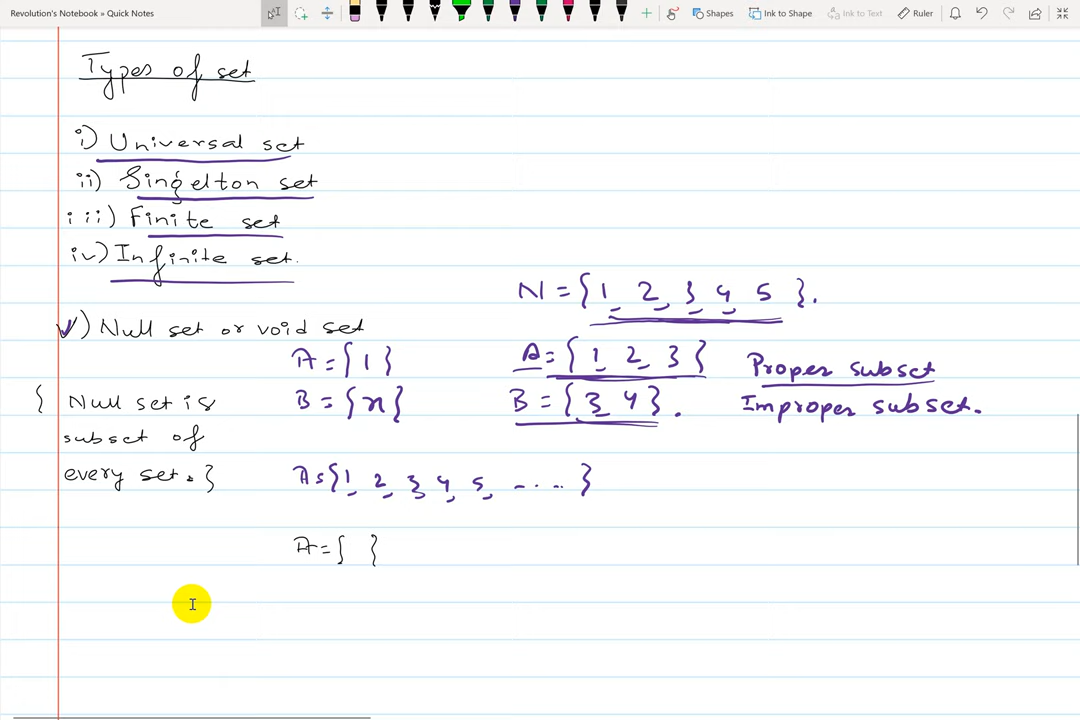 Revolution's Notebook » Quick Notes
Shapes
Ink to Shape
Ink to Text
Ruler
Types of set
i) Universal set
ii) Singelton set
iii) Finite set
iv) Infinite set.
N = { 1 2 3 4 5 }.
v) Null set or void set
A = { 1 }
A = { 1 2 3 }
Proper subset
{ Null set is
B = { n }
B = { 3 4 }.
Improper subset.
subset of
every set. }
A = { 1 2 3 4 5 ..... }
A = { }